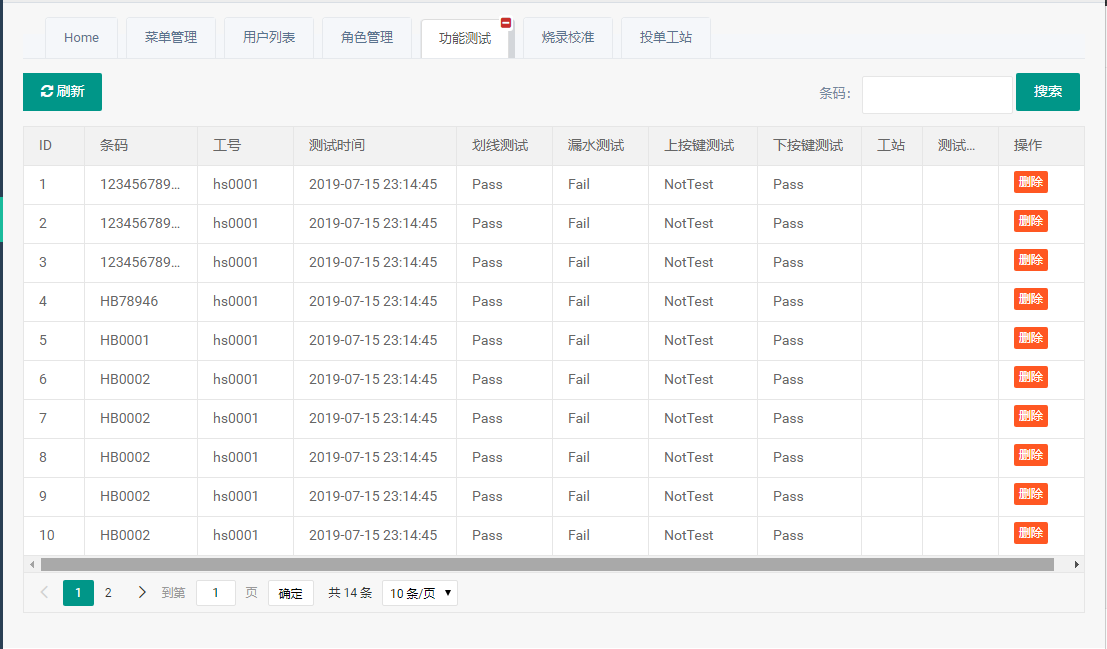 Home 菜单管理 用户列表 角色管理 功能测试 烧录校准 投单工站
刷新 条码: 搜索
ID 条码 工号 测试时间 划线测试 漏水测试 上按键测试 下按键测试 工站 测试... 操作
1 123456789... hs0001 2019-07-15 23:14:45 Pass Fail NotTest Pass 删除
2 123456789... hs0001 2019-07-15 23:14:45 Pass Fail NotTest Pass 删除
3 123456789... hs0001 2019-07-15 23:14:45 Pass Fail NotTest Pass 删除
4 HB78946 hs0001 2019-07-15 23:14:45 Pass Fail NotTest Pass 删除
5 HB0001 hs0001 2019-07-15 23:14:45 Pass Fail NotTest Pass 删除
6 HB0002 hs0001 2019-07-15 23:14:45 Pass Fail NotTest Pass 删除
7 HB0002 hs0001 2019-07-15 23:14:45 Pass Fail NotTest Pass 删除
8 HB0002 hs0001 2019-07-15 23:14:45 Pass Fail NotTest Pass 删除
9 HB0002 hs0001 2019-07-15 23:14:45 Pass Fail NotTest Pass 删除
10 HB0002 hs0001 2019-07-15 23:14:45 Pass Fail NotTest Pass 删除
1 2 到第 1 页 确定 共 14 条 10 条/页